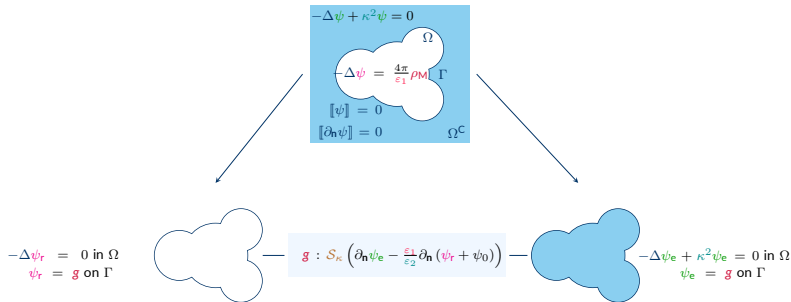 −Δψ + κ²ψ = 0
Ω
−Δψ = 4π/ε₁ ρ_M
Γ
⟦ψ⟧ = 0
⟦∂ₙψ⟧ = 0
Ω^C
−Δψ_r = 0 in Ω
ψ_r = g on Γ
g : 𝒮_κ (∂ₙψ_e − ε₁/ε₂ ∂ₙ (ψ_r + ψ₀))
−Δψ_e + κ²ψ_e = 0 in Ω
ψ_e = g on Γ